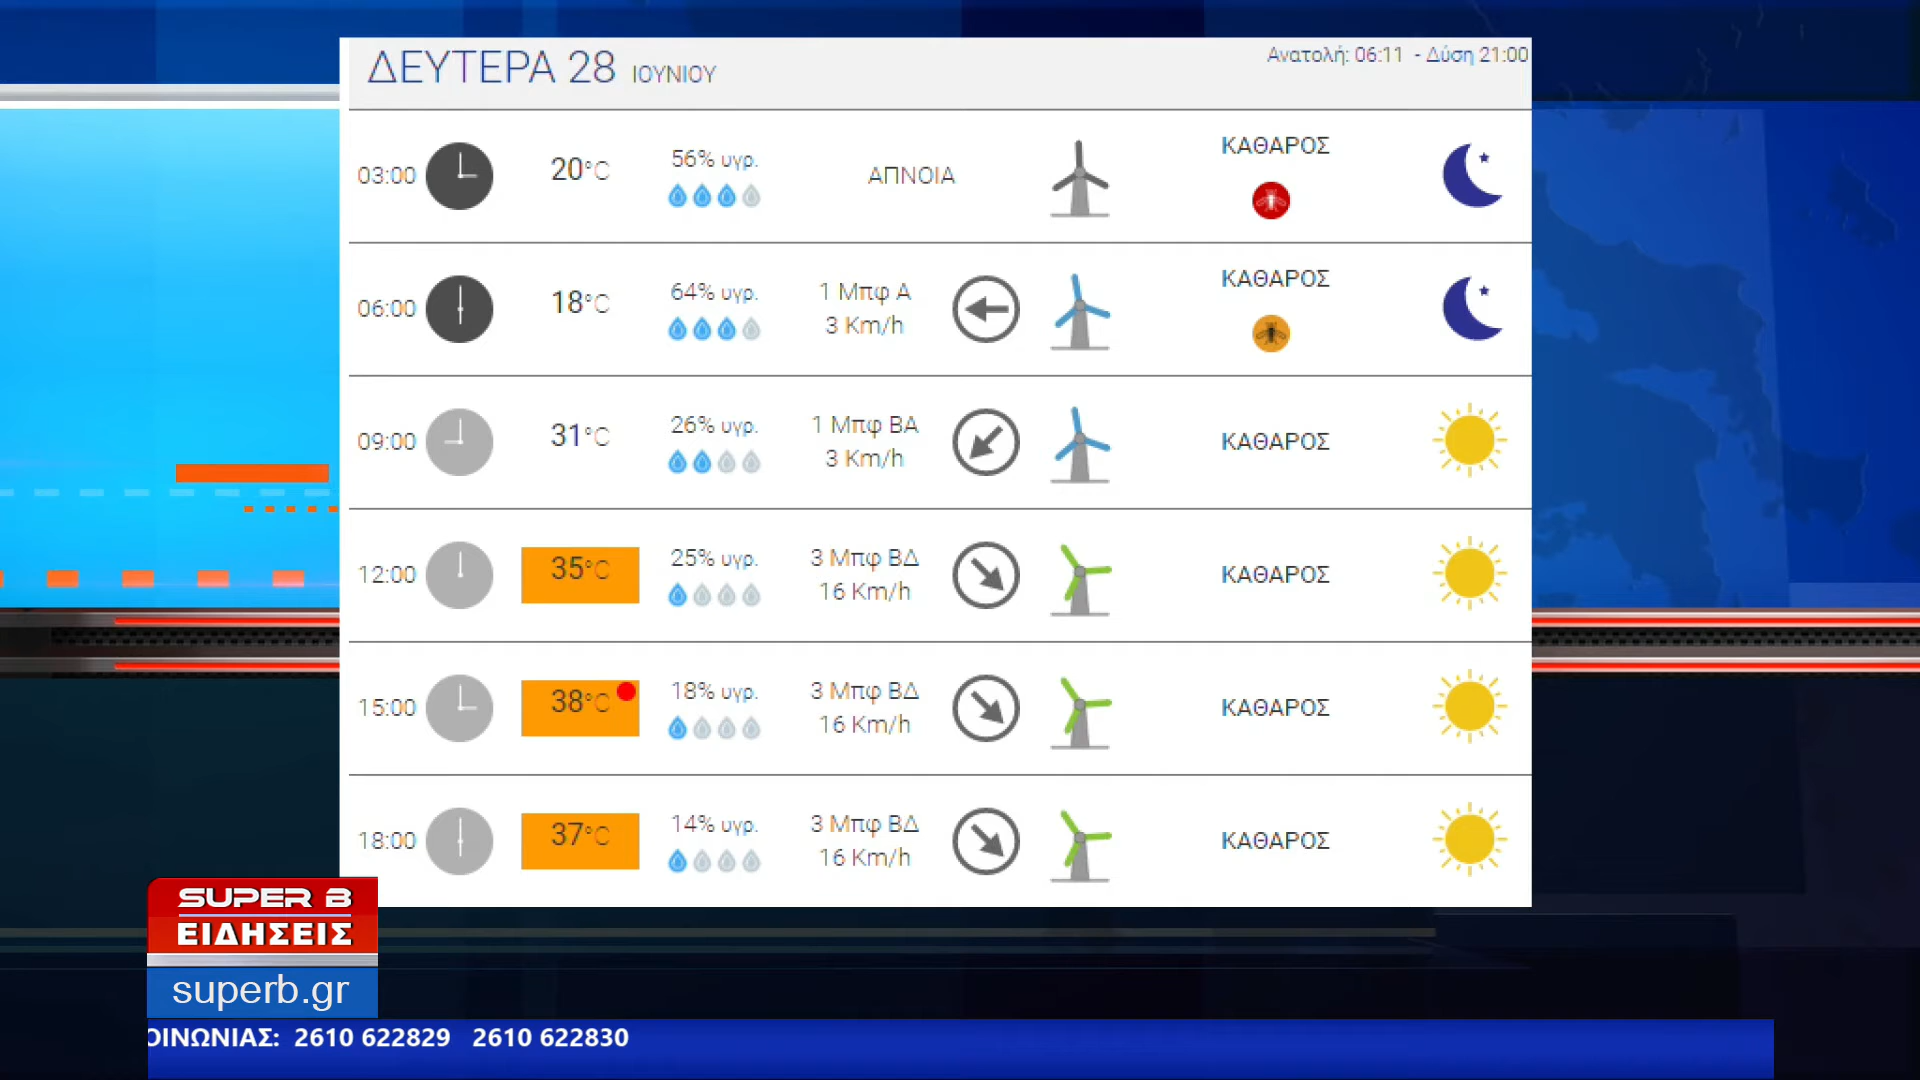 ΔΕΥΤΕΡΑ 28 ΙΟΥΝΙΟΥ
Ανατολή: 06:11 - Δύση 21:00
03:00 20°C 56% υγρ. ΑΠΝΟΙΑ ΚΑΘΑΡΟΣ
06:00 18°C 64% υγρ. 1 Μπφ Α ΚΑΘΑΡΟΣ
3 Km/h
09:00 31°C 26% υγρ. 1 Μπφ ΒΑ ΚΑΘΑΡΟΣ
3 Km/h
12:00 35°C 25% υγρ. 3 Μπφ ΒΔ ΚΑΘΑΡΟΣ
16 Km/h
15:00 38°C 18% υγρ. 3 Μπφ ΒΔ ΚΑΘΑΡΟΣ
16 Km/h
18:00 37°C 14% υγρ. 3 Μπφ ΒΔ ΚΑΘΑΡΟΣ
16 Km/h
SUPER B
ΕΙΔΗΣΕΙΣ
superb.gr
ΟΙΝΩΝΙΑΣ: 2610 622829 2610 622830